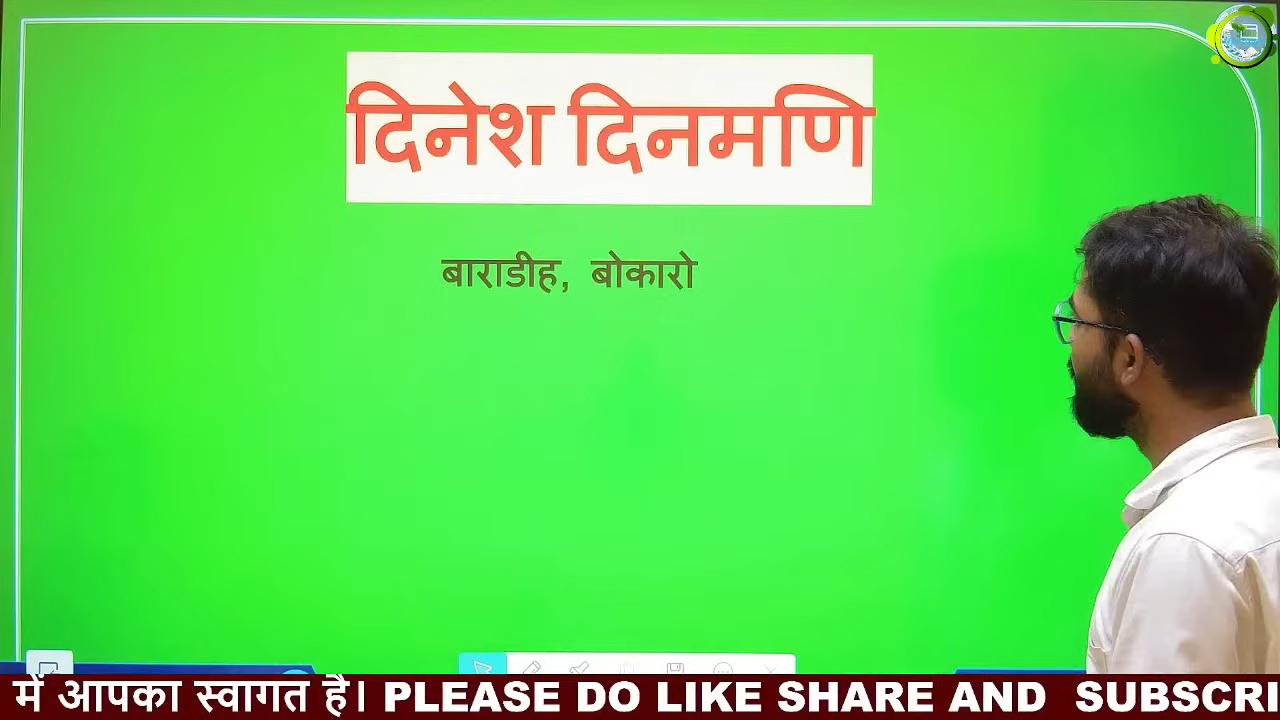 दिनेश दिनमणि
बाराडीह, बोकारो
में आपका स्वागत है। PLEASE DO LIKE SHARE AND SUBSCRI